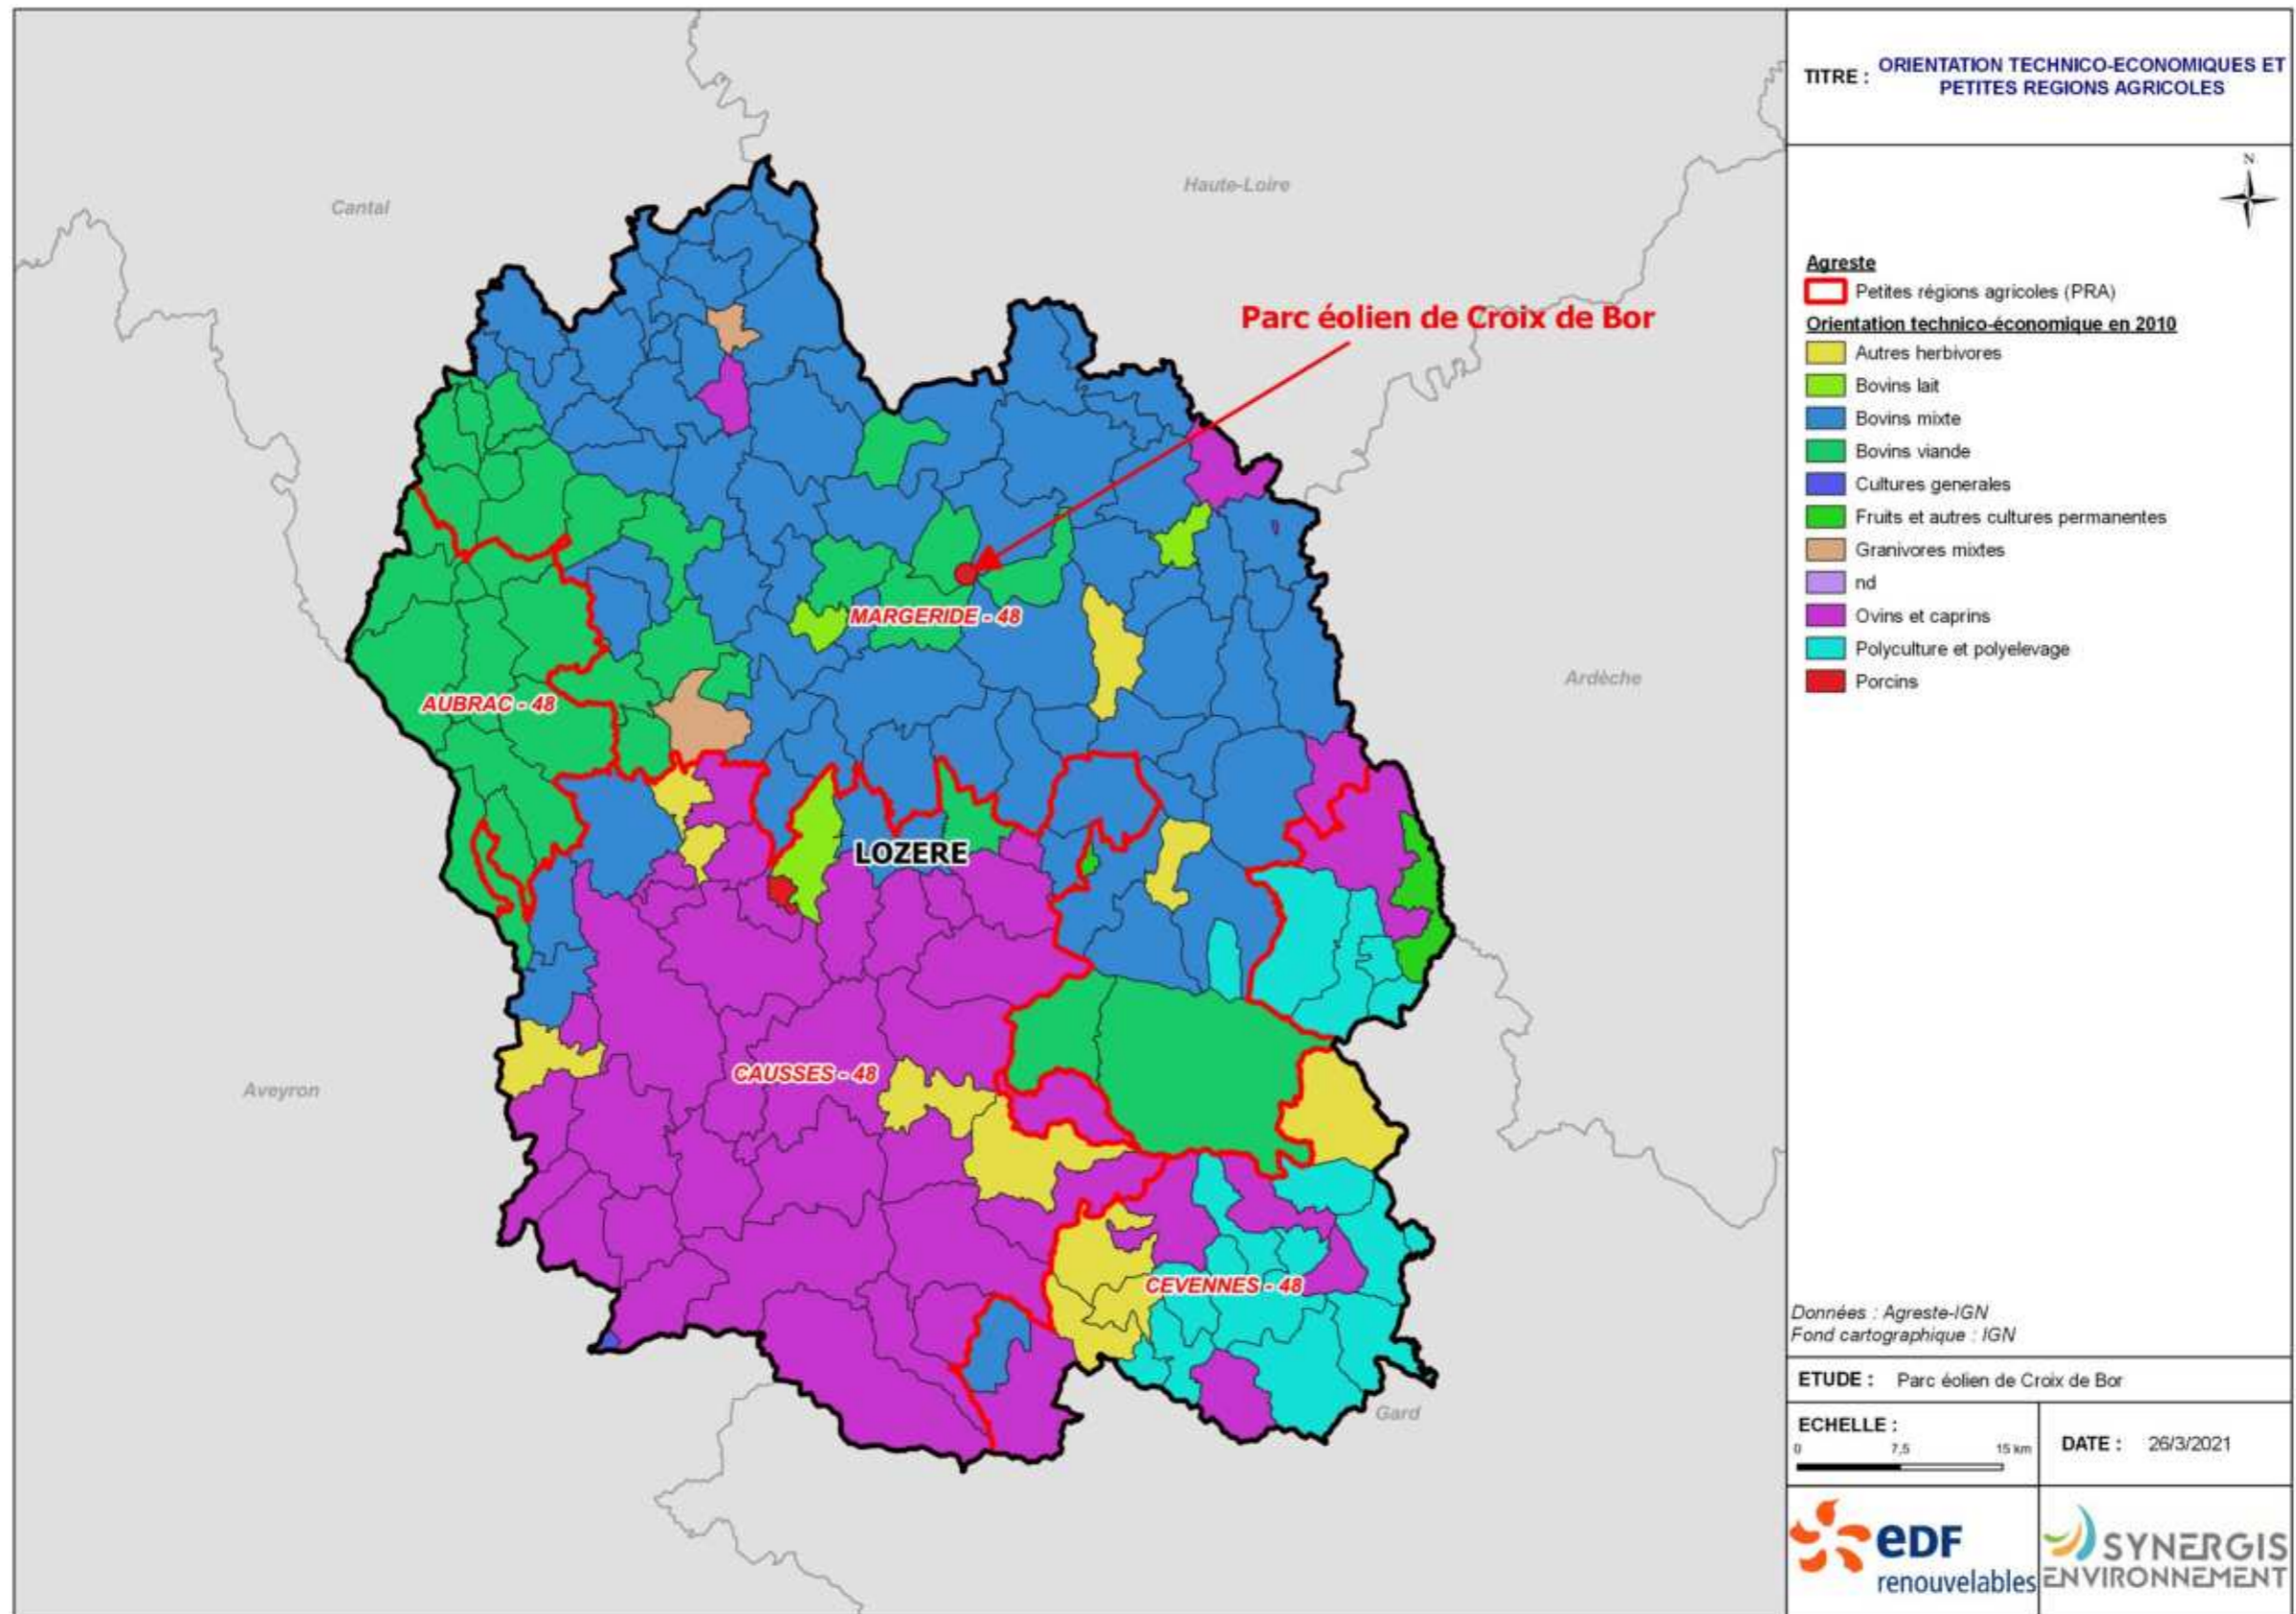 TITRE : ORIENTATION TECHNICO-ECONOMIQUES ET
PETITES REGIONS AGRICOLES
N
Cantal
Haute-Loire
Parc éolien de Croix de Bor
MARGERIDE - 48
AUBRAC - 48
Ardèche
LOZERE
CAUSSES - 48
Aveyron
CEVENNES - 48
Gard
Agreste
Petites régions agricoles (PRA)
Orientation technico-économique en 2010
Autres herbivores
Bovins lait
Bovins mixte
Bovins viande
Cultures generales
Fruits et autres cultures permanentes
Granivores mixtes
nd
Ovins et caprins
Polyculture et polyelevage
Porcins
Données : Agreste-IGN
Fond cartographique : IGN
ETUDE : Parc éolien de Croix de Bor
ECHELLE :
0 7,5 15 km
DATE : 26/3/2021
eDF
renouvelables
SYNERGIS
ENVIRONNEMENT